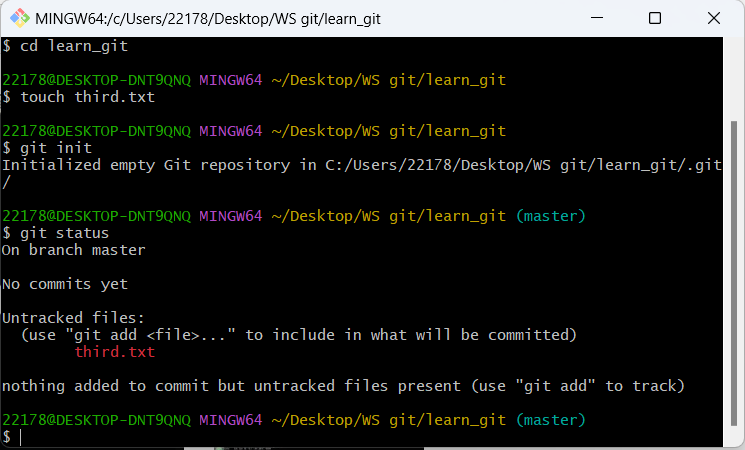 MINGW64:/c/Users/22178/Desktop/WS git/learn_git
$ cd learn_git
22178@DESKTOP-DNT9QNQ MINGW64 ~/Desktop/WS git/learn_git
$ touch third.txt
22178@DESKTOP-DNT9QNQ MINGW64 ~/Desktop/WS git/learn_git
$ git init
Initialized empty Git repository in C:/Users/22178/Desktop/WS git/learn_git/.git
/
22178@DESKTOP-DNT9QNQ MINGW64 ~/Desktop/WS git/learn_git (master)
$ git status
On branch master
No commits yet
Untracked files:
  (use "git add <file>..." to include in what will be committed)
        third.txt
nothing added to commit but untracked files present (use "git add" to track)
22178@DESKTOP-DNT9QNQ MINGW64 ~/Desktop/WS git/learn_git (master)
$